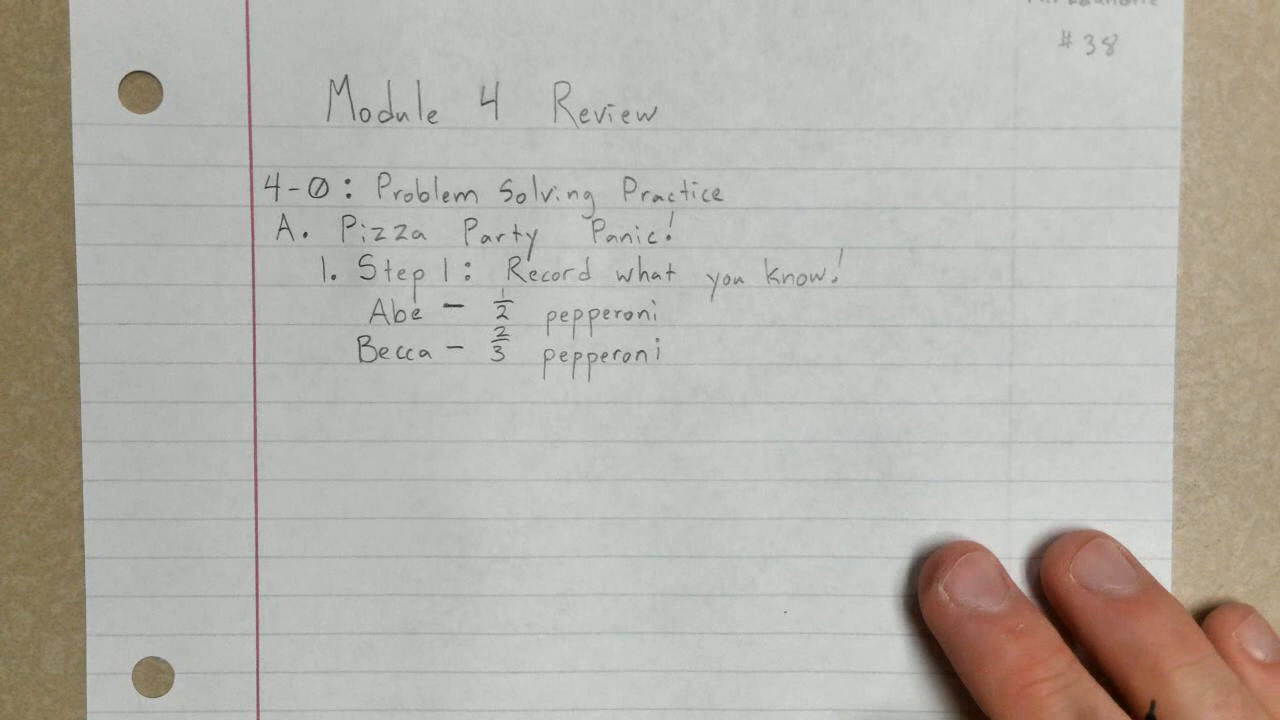 #38
Module 4 Review
4-0: Problem Solving Practice
A. Pizza Party Panic!
1. Step 1: Record what you know!
Abe - 1/2 pepperoni
Becca - 2/3 pepperoni